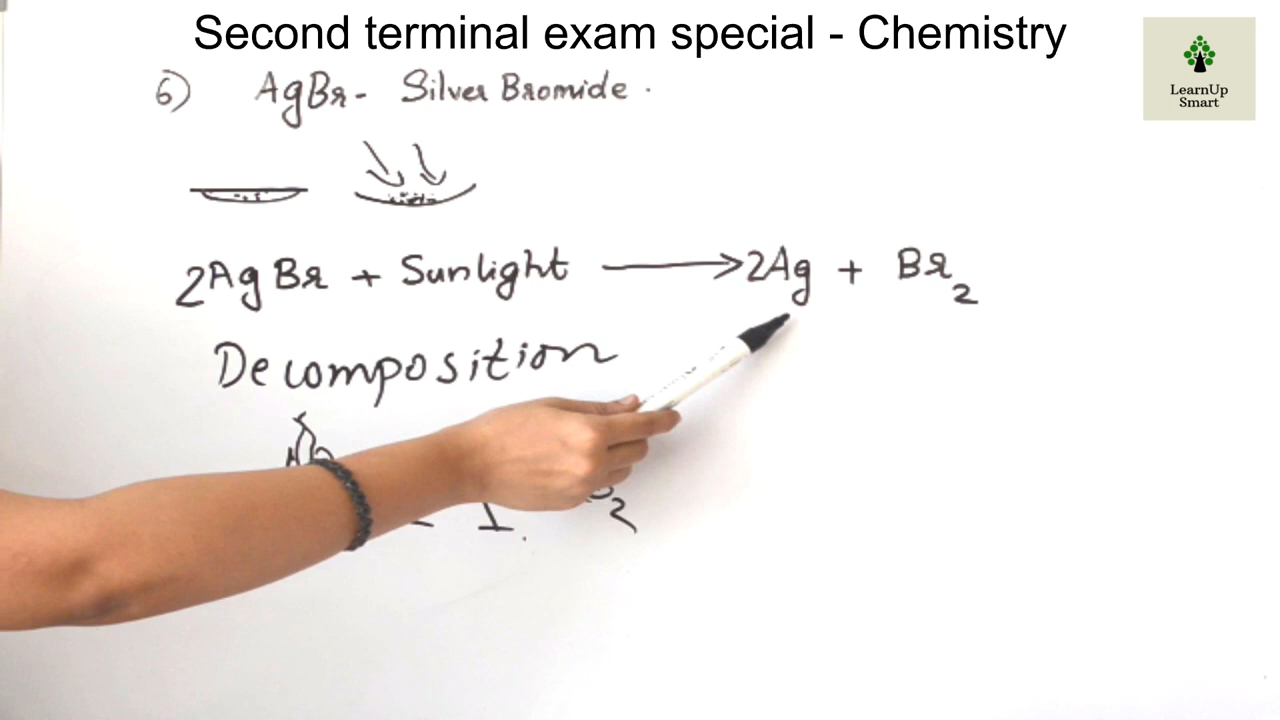 Second terminal exam special - Chemistry
LearnUp
Smart
6) AgBr - Silver Bromide.
2AgBr + Sunlight → 2Ag + Br2
Decomposition